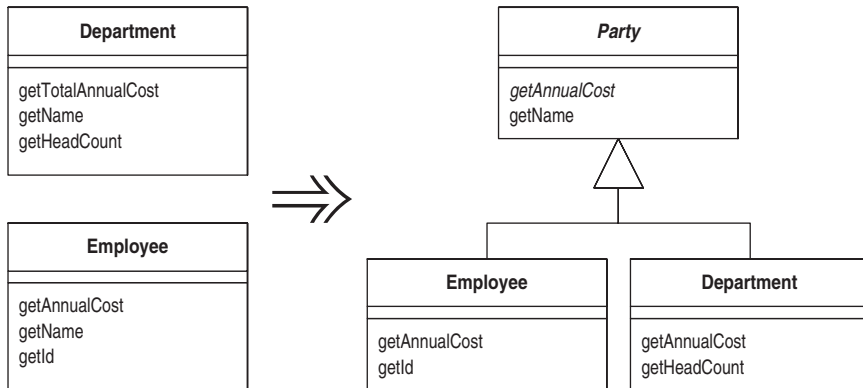 Department
getTotalAnnualCost
getName
getHeadCount
Employee
getAnnualCost
getName
getId
Party
getAnnualCost
getName
Employee
getAnnualCost
getId
Department
getAnnualCost
getHeadCount